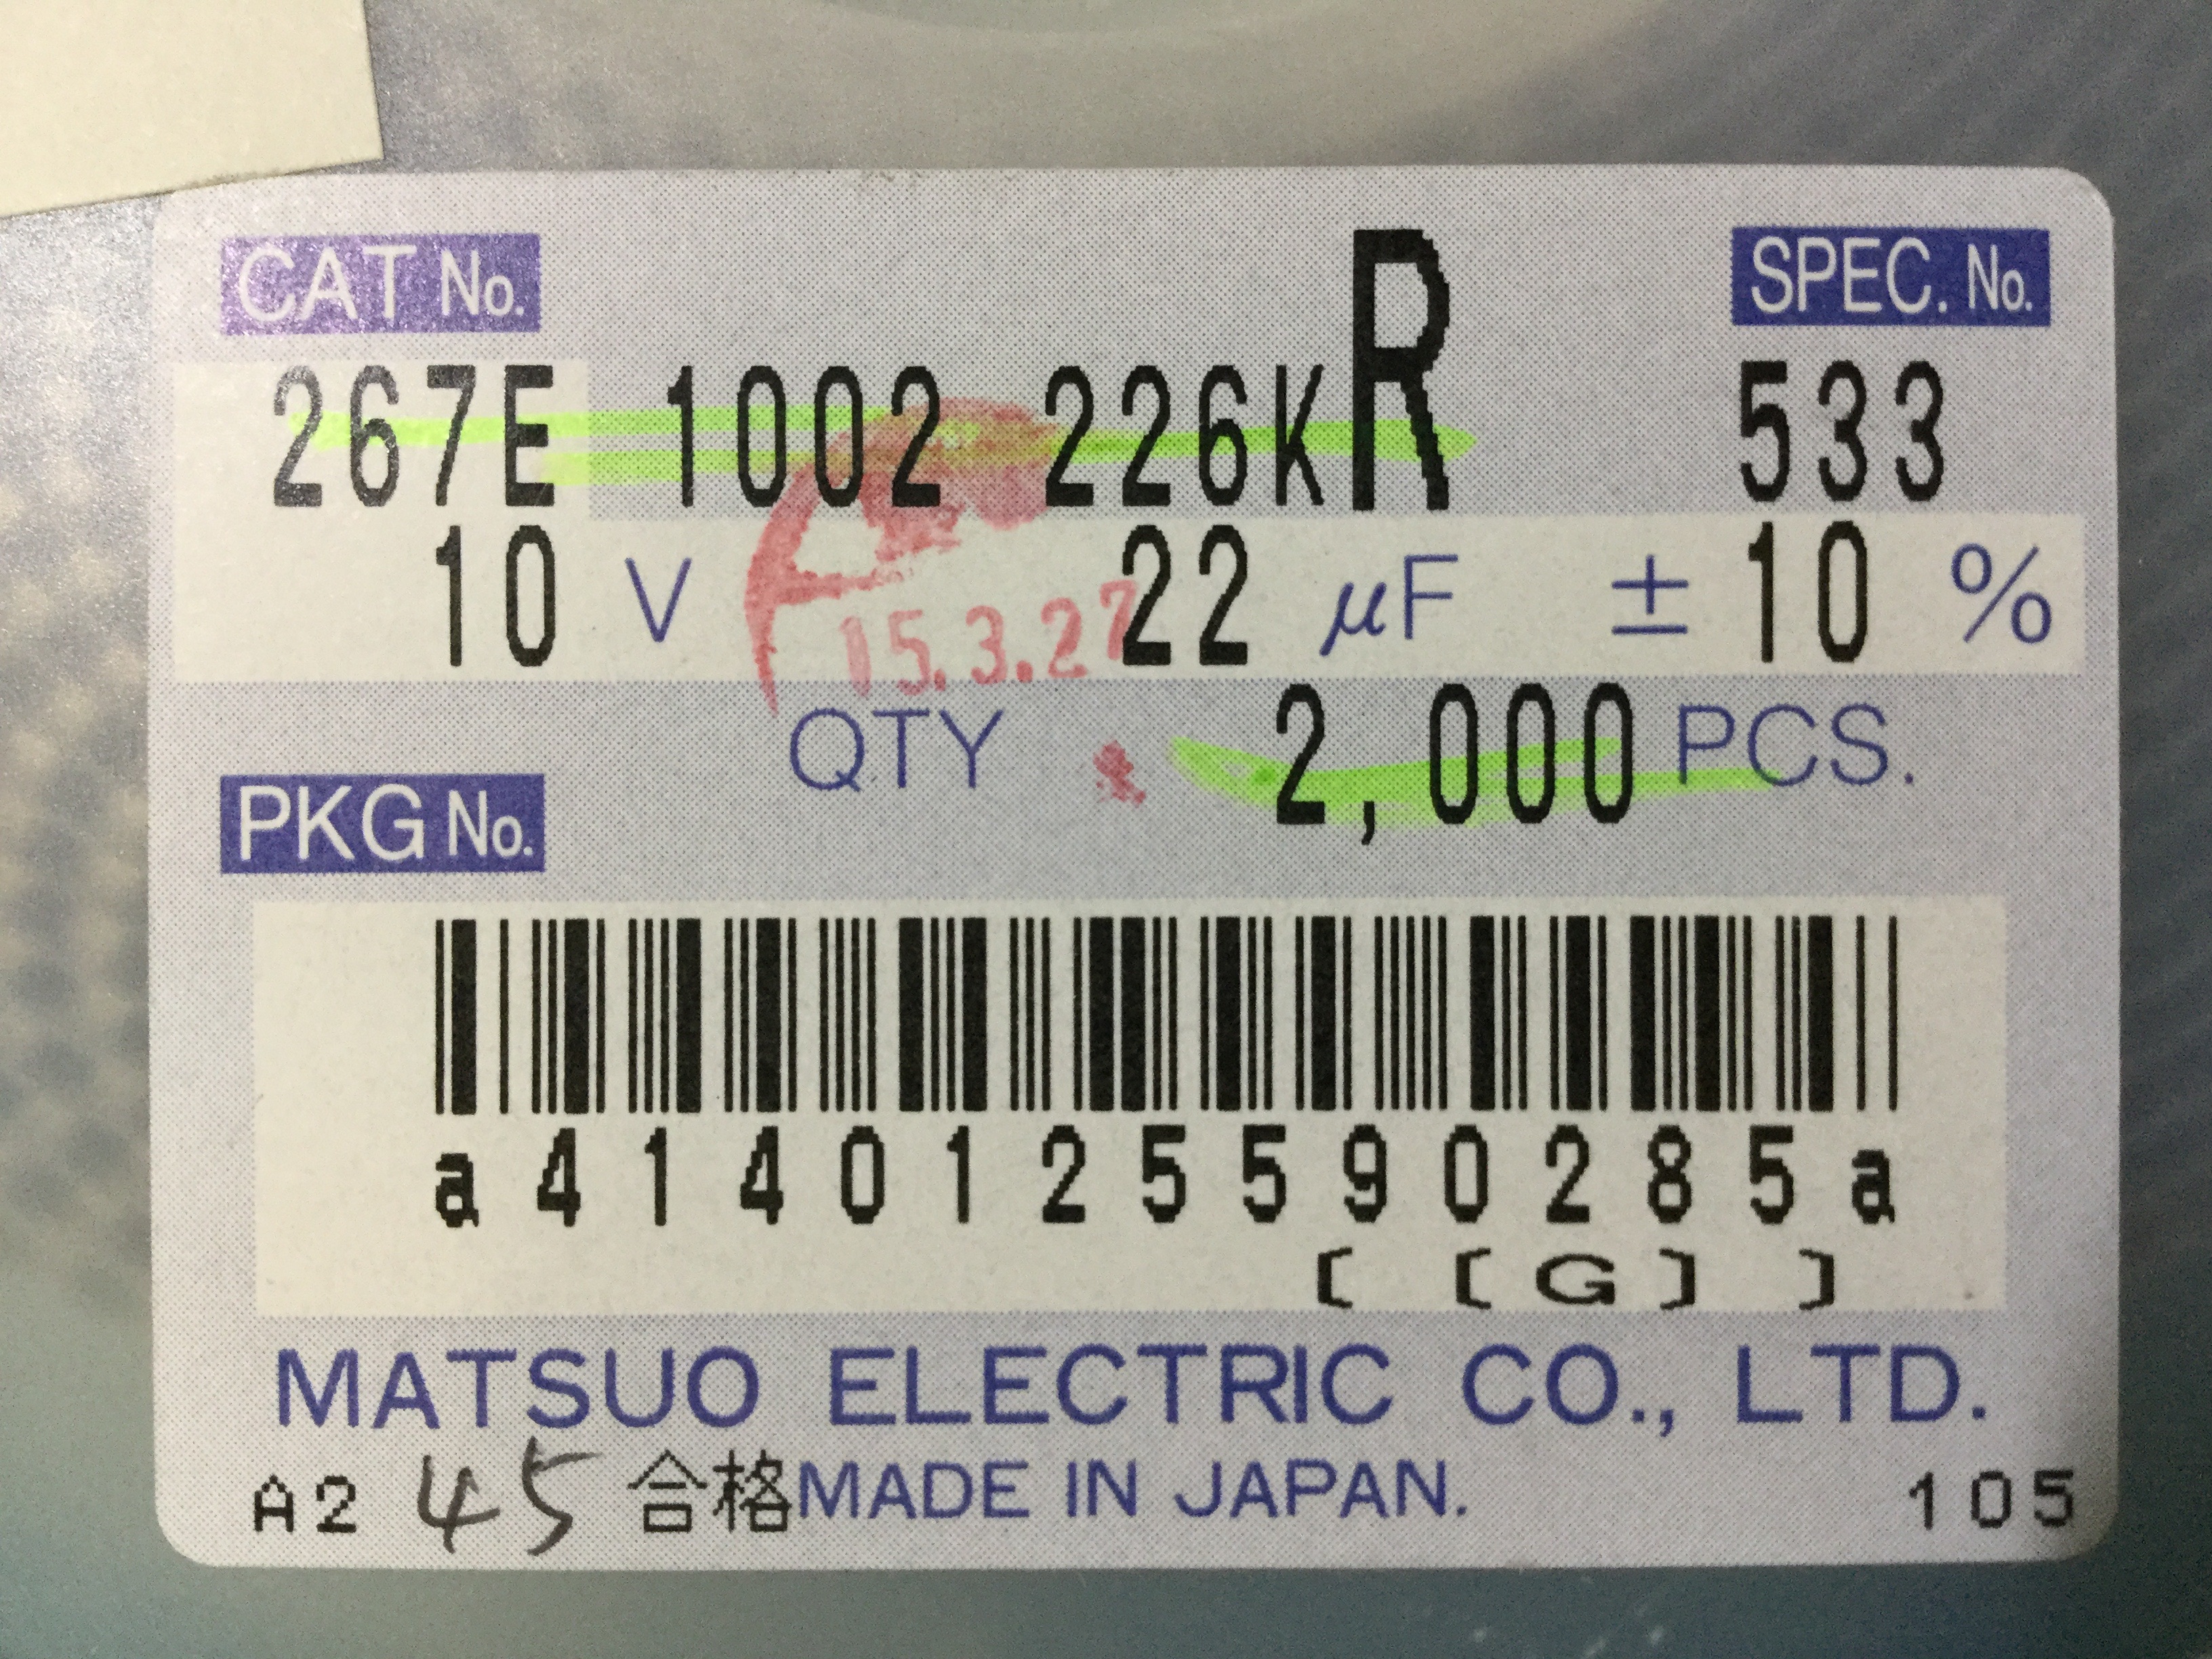 CAT No. SPEC. No.
267E 1002 226KR 533
10 V 22 μF ± 10 %
15.3.27
QTY 2,000 PCS.
PKG No.
a4140125590285a
[ [G] ]
MATSUO ELECTRIC CO., LTD.
A2 45 合格 MADE IN JAPAN. 105